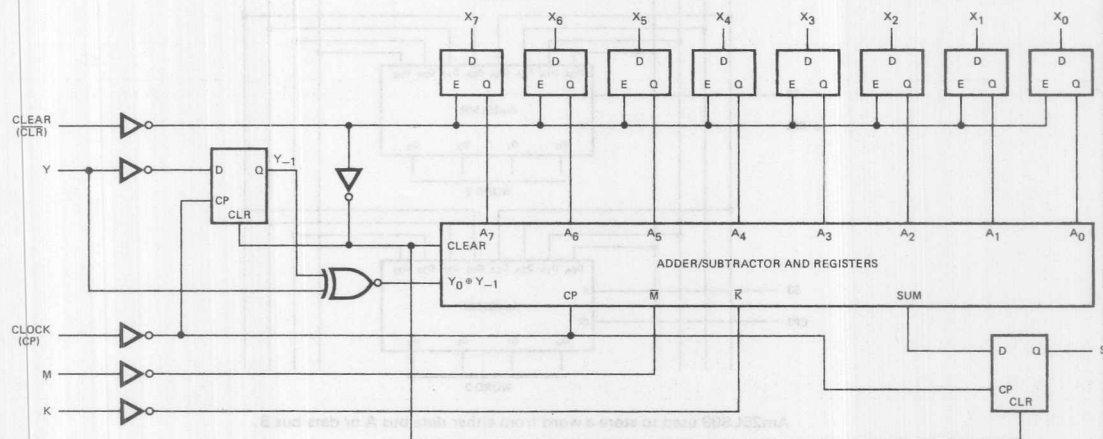 X7 X6 X5 X4 X3 X2 X1 X0
D D D D D D D D
E Q E Q E Q E Q E Q E Q E Q E Q
CLEAR
(CLR)
Y
D Q
Y–1
CP
CLR
A7 A6 A5 A4 A3 A2 A1 A0
CLEAR
ADDER/SUBTRACTOR AND REGISTERS
Y0 ⊕ Y–1
CP M̅ K̅ SUM
CLOCK
(CP)
D Q
S
M
CP
K
CLR